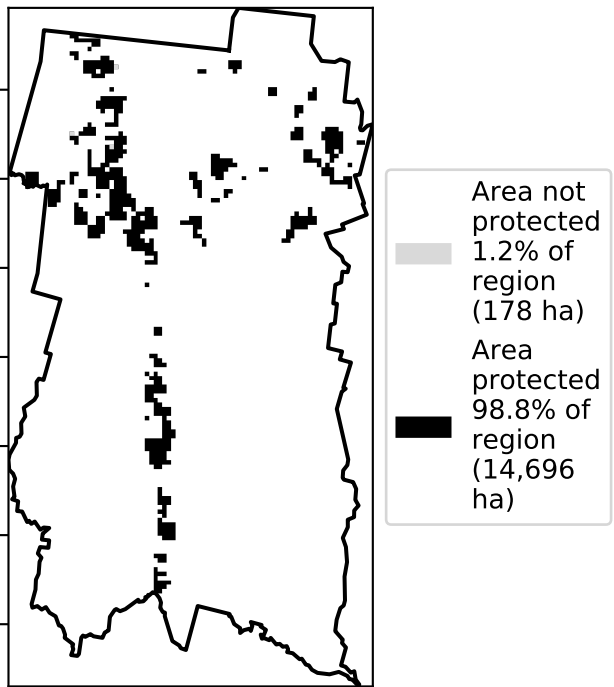 Area not
protected
1.2% of
region
(178 ha)
Area
protected
98.8% of
region
(14,696
ha)